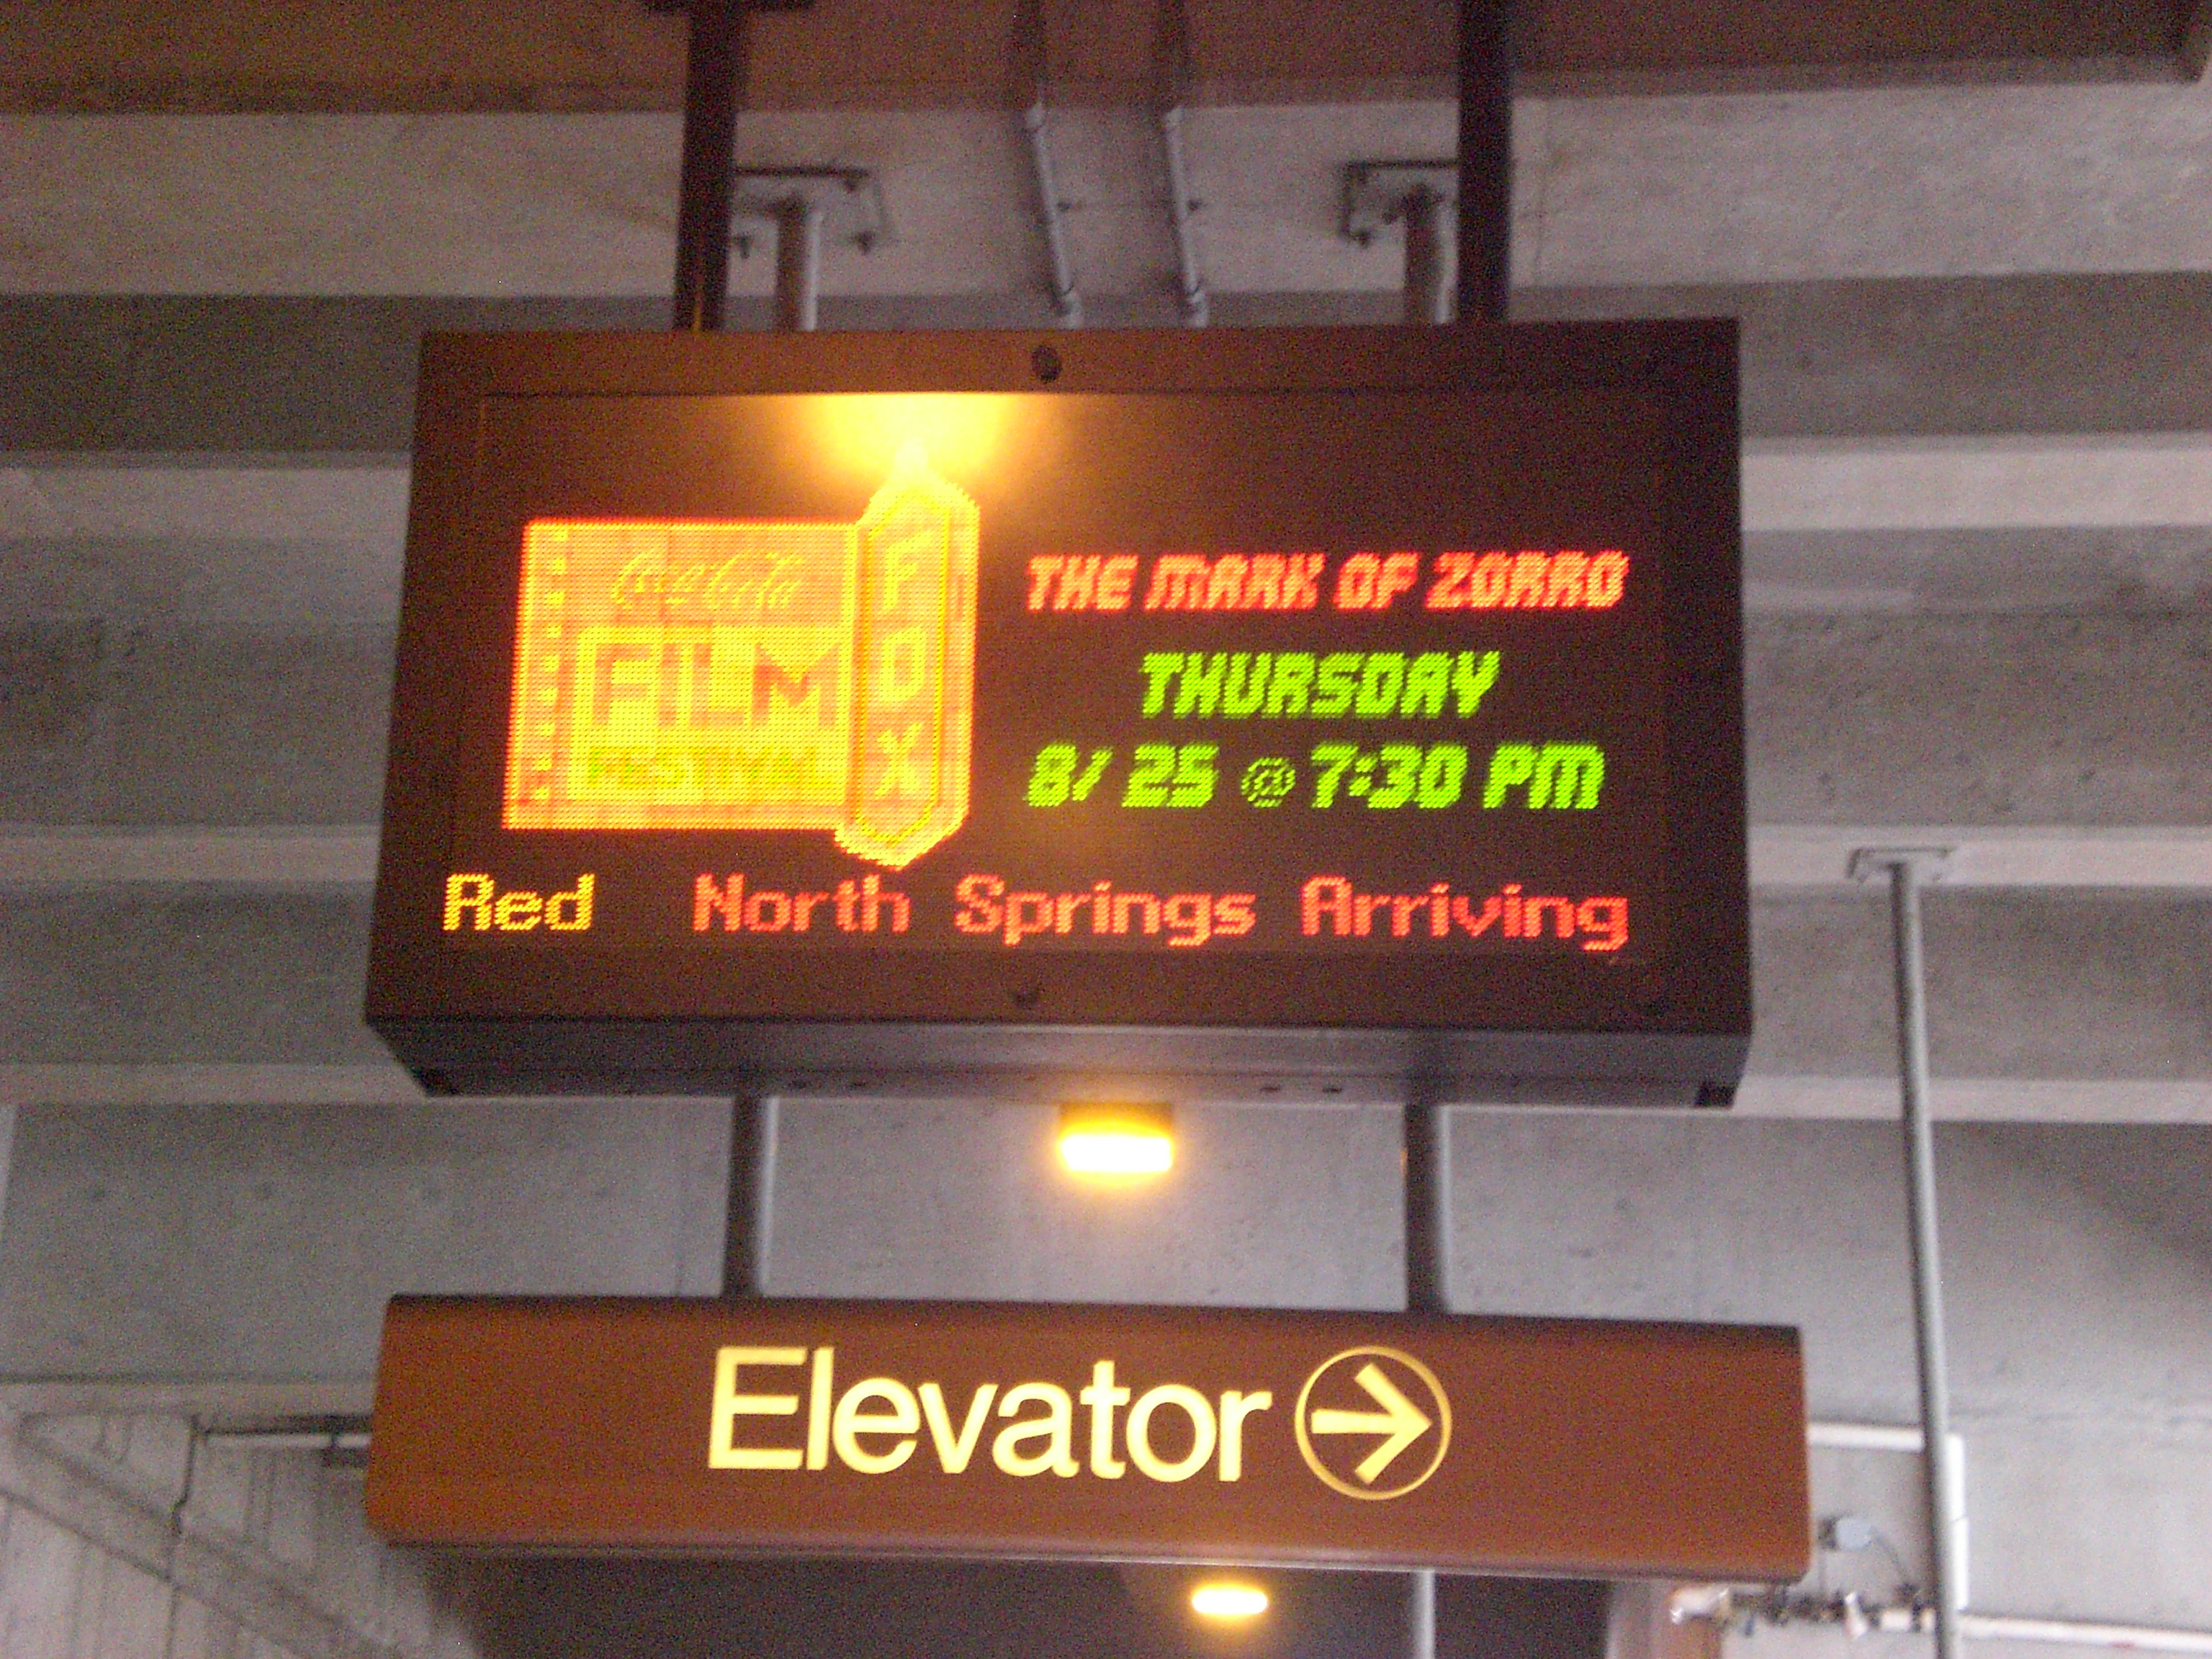 Coca-Cola
FILM
FESTIVAL
FOX
THE MARK OF ZORRO
THURSDAY
8/ 25 @ 7:30 PM
Red North Springs Arriving
Elevator →